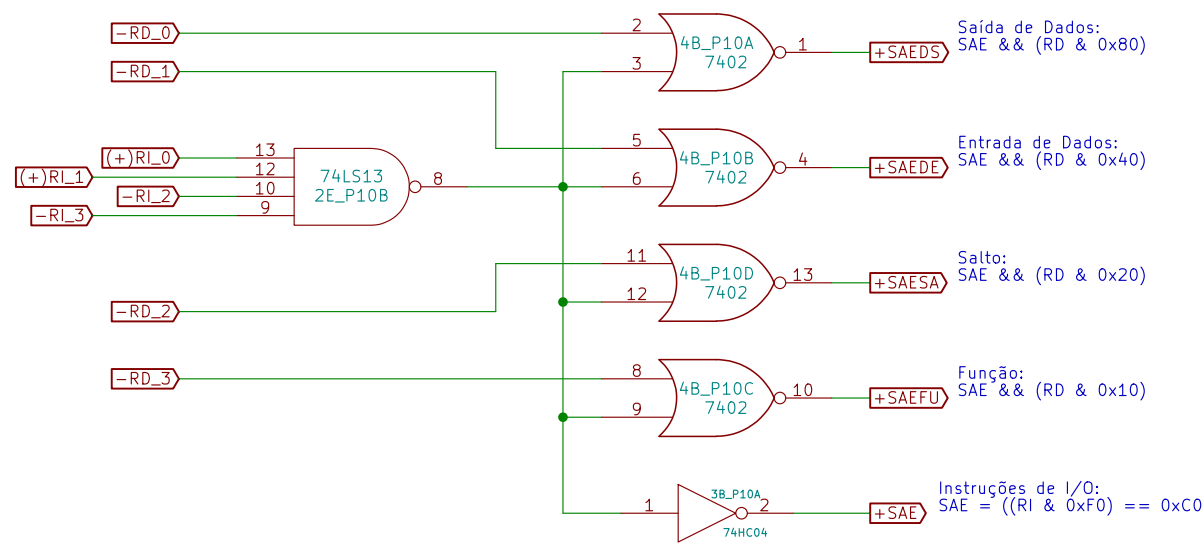 -RD_0
2
4B_P10A
7402
3
1
+SAEDS
Saída de Dados:
SAE && (RD & 0x80)
-RD_1
5
4B_P10B
7402
6
4
+SAEDE
Entrada de Dados:
SAE && (RD & 0x40)
(+)RI_0
13
(+)RI_1
12
-RI_2
10
-RI_3
9
74LS13
2E_P10B
8
-RD_2
11
4B_P10D
7402
12
13
+SAESA
Salto:
SAE && (RD & 0x20)
-RD_3
8
4B_P10C
7402
9
10
+SAEFU
Função:
SAE && (RD & 0x10)
1
3B_P10A
74HC04
2
+SAE
Instruções de I/O:
SAE = ((RI & 0xF0) == 0xC0